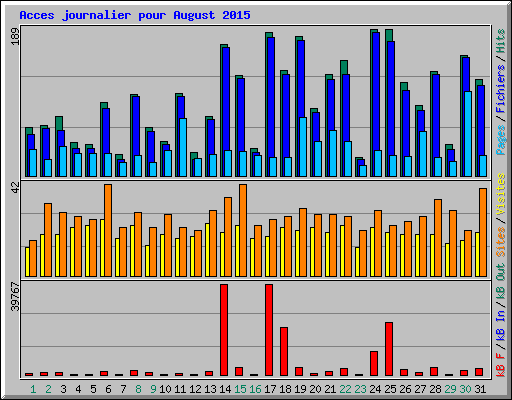 Acces journalier pour August 2015
189
42
39767
Pages / Fichiers / Hits
Sites / Visites
kB F / kB In / kB Out
1 2 3 4 5 6 7 8 9 10 11 12 13 14 15 16 17 18 19 20 21 22 23 24 25 26 27 28 29 30 31